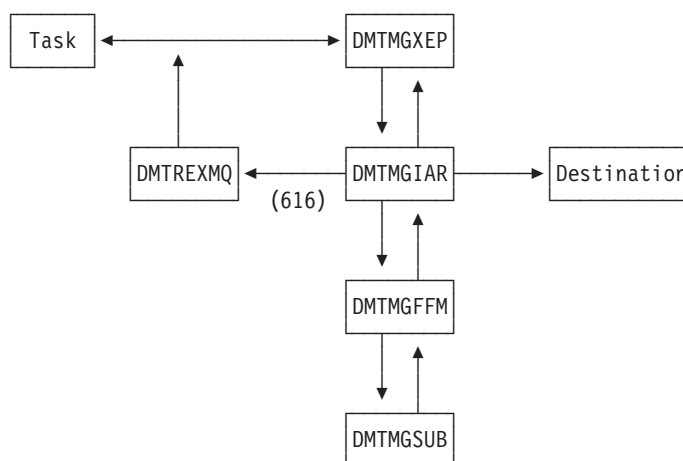 Task
DMTMGXEP
DMTREXMQ
DMTMGIAR
Destination
(616)
DMTMGFFM
DMTMGSUB